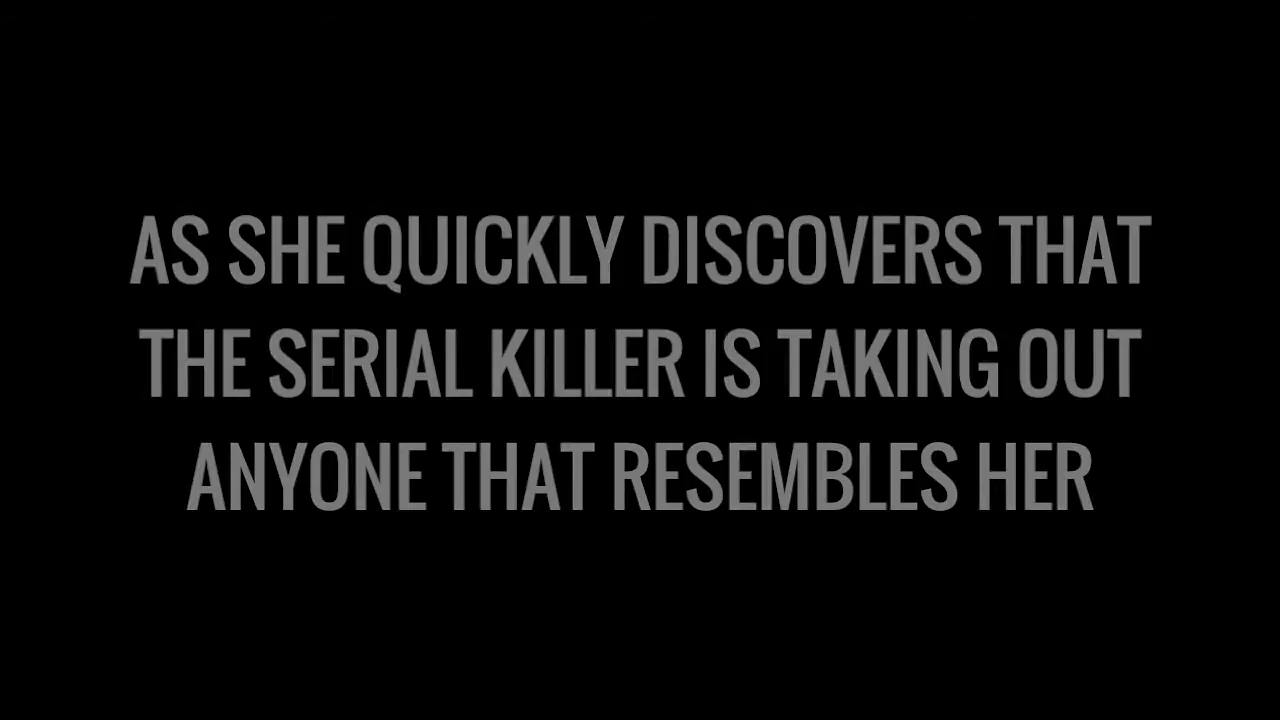 AS SHE QUICKLY DISCOVERS THAT
THE SERIAL KILLER IS TAKING OUT
ANYONE THAT RESEMBLES HER